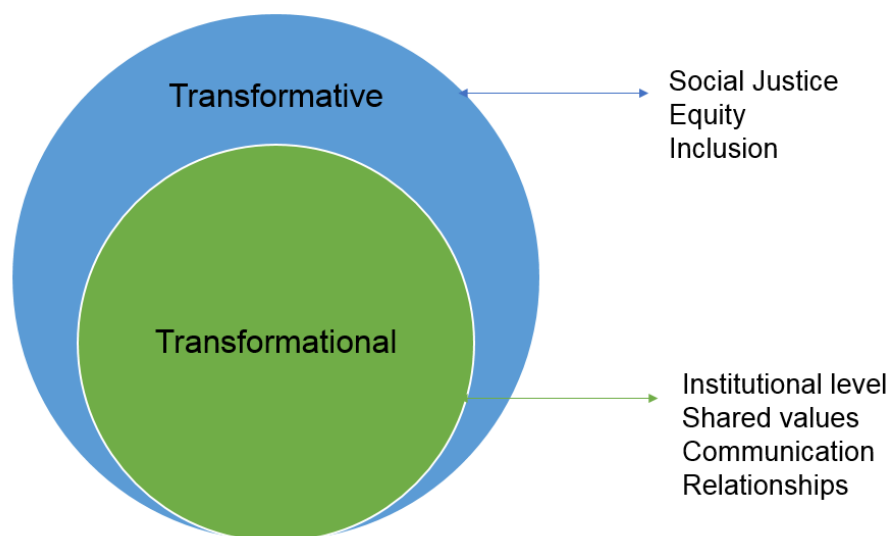 Transformative
Social Justice
Equity
Inclusion
Transformational
Institutional level
Shared values
Communication
Relationships